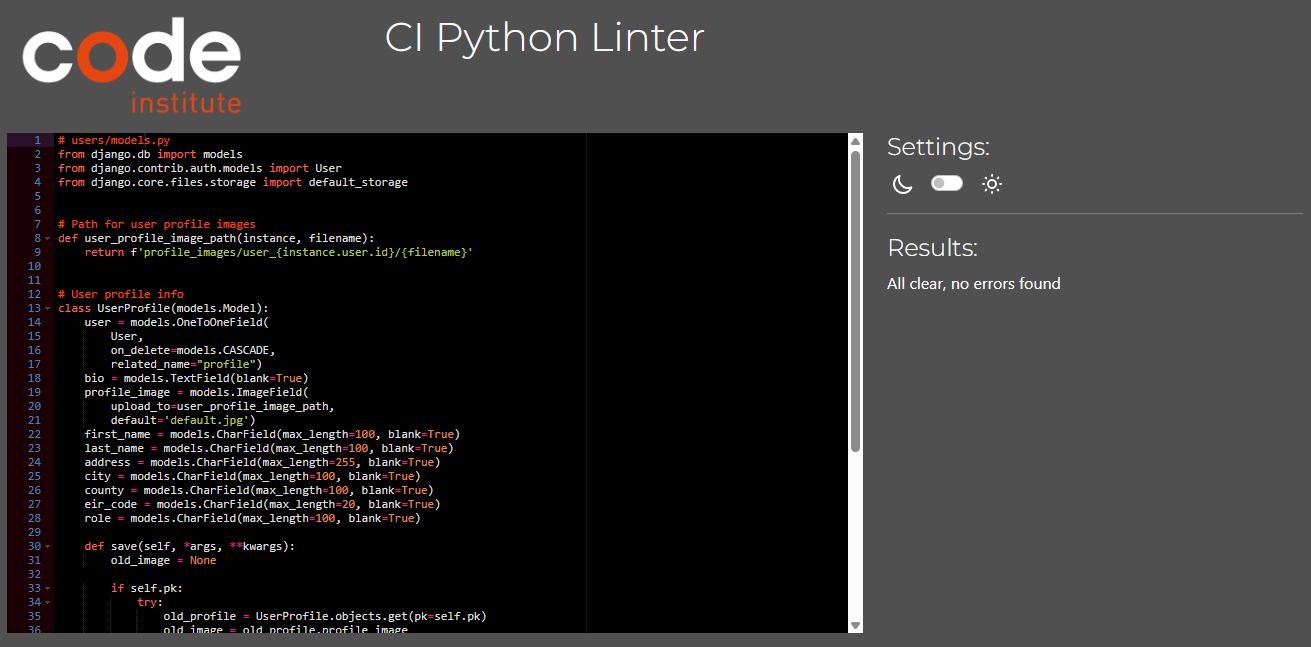 code
institute
CI Python Linter
1 # users/models.py
2 from django.db import models
3 from django.contrib.auth.models import User
4 from django.core.files.storage import default_storage
5
6
7 # Path for user profile images
8 def user_profile_image_path(instance, filename):
9     return f'profile_images/user_{instance.user.id}/{filename}'
10
11
12 # User profile info
13 class UserProfile(models.Model):
14     user = models.OneToOneField(
15         User,
16         on_delete=models.CASCADE,
17         related_name="profile")
18     bio = models.TextField(blank=True)
19     profile_image = models.ImageField(
20         upload_to=user_profile_image_path,
21         default='default.jpg')
22     first_name = models.CharField(max_length=100, blank=True)
23     last_name = models.CharField(max_length=100, blank=True)
24     address = models.CharField(max_length=255, blank=True)
25     city = models.CharField(max_length=100, blank=True)
26     county = models.CharField(max_length=100, blank=True)
27     eir_code = models.CharField(max_length=20, blank=True)
28     role = models.CharField(max_length=100, blank=True)
29
30     def save(self, *args, **kwargs):
31         old_image = None
32
33         if self.pk:
34             try:
35                 old_profile = UserProfile.objects.get(pk=self.pk)
36                 old_image = old_profile.profile_image
Settings:
Results:
All clear, no errors found